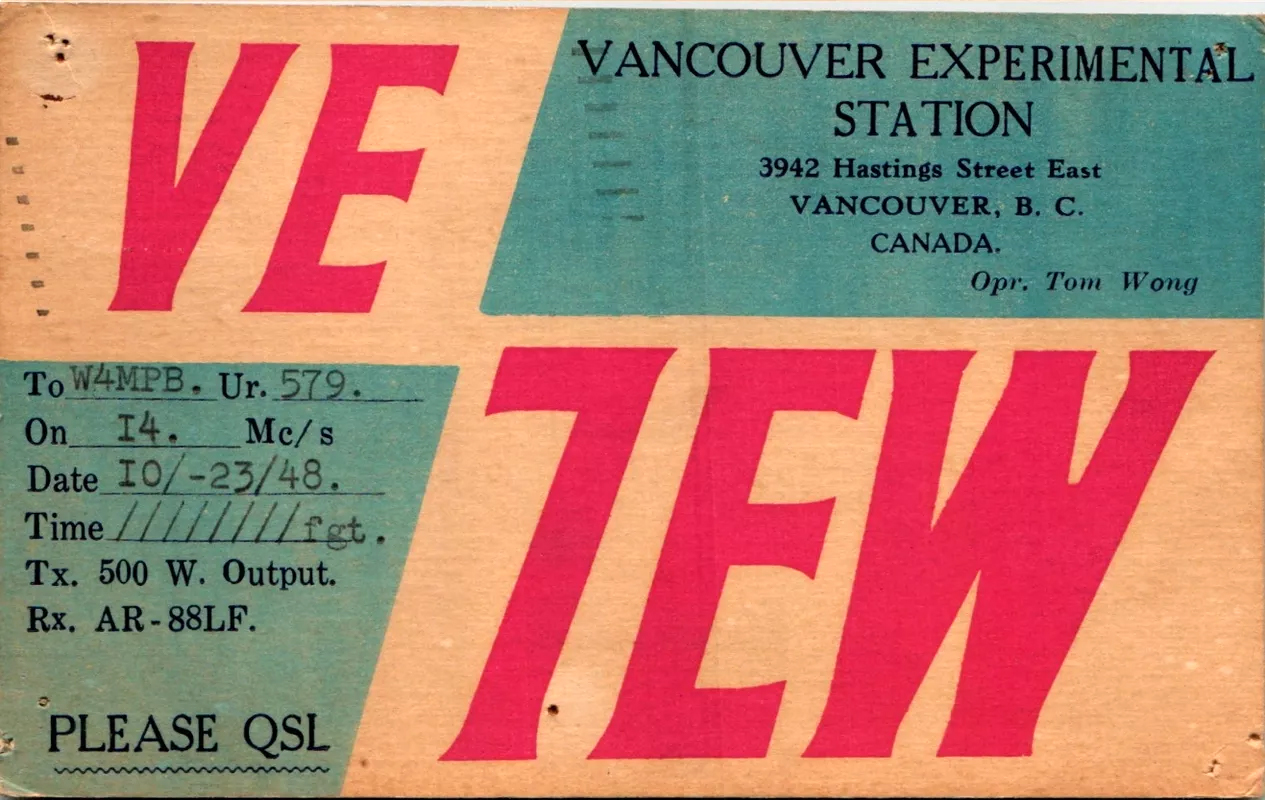 VE
VANCOUVER EXPERIMENTAL
STATION
3942 Hastings Street East
VANCOUVER, B. C.
CANADA.
Opr. Tom Wong
7EW
To W4MPB. Ur. 579.
On I4. Mc/s
Date IO/-23/48.
Time /////////fgt.
Tx. 500 W. Output.
Rx. AR-88LF.
PLEASE QSL